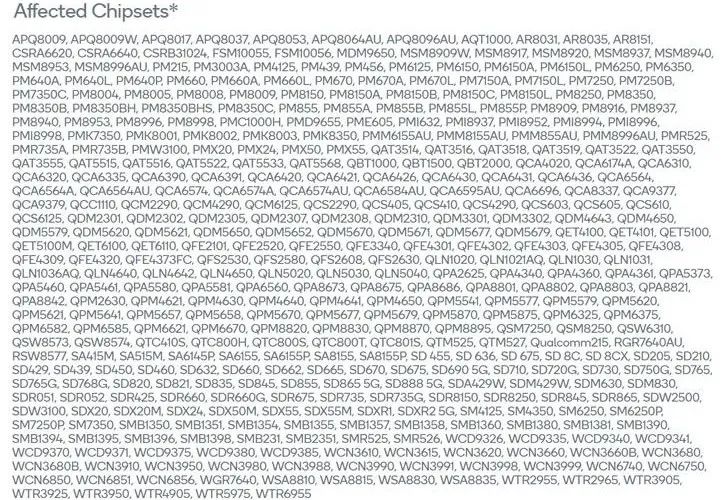 Affected Chipsets*
APQ8009, APQ8009W, APQ8017, APQ8037, APQ8053, APQ8064AU, APQ8096AU, AQT1000, AR8031, AR8035, AR8151,
CSRA6620, CSRA6640, CSRB31024, FSM10055, FSM10056, MDM9650, MSM8909W, MSM8917, MSM8920, MSM8937, MSM8940,
MSM8953, MSM8996AU, PM215, PM3003A, PM4125, PM439, PM456, PM6125, PM6150, PM6150A, PM6150L, PM6250, PM6350,
PM640A, PM640L, PM640P, PM660, PM660A, PM660L, PM670, PM670A, PM670L, PM7150A, PM7150L, PM7250, PM7250B,
PM7350C, PM8004, PM8005, PM8008, PM8009, PM8150, PM8150A, PM8150B, PM8150C, PM8150L, PM8250, PM8350,
PM8350B, PM8350BH, PM8350BHS, PM8350C, PM855, PM855A, PM855B, PM855L, PM855P, PM8909, PM8916, PM8937,
PM8940, PM8953, PM8996, PM8998, PMC1000H, PMD9655, PME605, PMI632, PMI8937, PMI8952, PMI8994, PMI8996,
PMI8998, PMK7350, PMK8001, PMK8002, PMK8003, PMK8350, PMM6155AU, PMM8155AU, PMM855AU, PMM8996AU, PMR525,
PMR735A, PMR735B, PMW3100, PMX20, PMX24, PMX50, PMX55, QAT3514, QAT3516, QAT3518, QAT3519, QAT3522, QAT3550,
QAT3555, QAT5515, QAT5516, QAT5522, QAT5533, QAT5568, QBT1000, QBT1500, QBT2000, QCA4020, QCA6174A, QCA6310,
QCA6320, QCA6335, QCA6390, QCA6391, QCA6420, QCA6421, QCA6426, QCA6430, QCA6431, QCA6436, QCA6564,
QCA6564A, QCA6564AU, QCA6574, QCA6574A, QCA6574AU, QCA6584AU, QCA6595AU, QCA6696, QCA8337, QCA9377,
QCA9379, QCC1110, QCM2290, QCM4290, QCM6125, QCS2290, QCS405, QCS410, QCS4290, QCS603, QCS605, QCS610,
QCS6125, QDM2301, QDM2302, QDM2305, QDM2307, QDM2308, QDM2310, QDM3301, QDM3302, QDM4643, QDM4650,
QDM5579, QDM5620, QDM5621, QDM5650, QDM5652, QDM5670, QDM5671, QDM5677, QDM5679, QET4100, QET4101, QET5100,
QET5100M, QET6100, QET6110, QFE2101, QFE2520, QFE2550, QFE3340, QFE4301, QFE4302, QFE4303, QFE4305, QFE4308,
QFE4309, QFE4320, QFE4373FC, QFS2530, QFS2580, QFS2608, QFS2630, QLN1020, QLN1021AQ, QLN1030, QLN1031,
QLN1036AQ, QLN4640, QLN4642, QLN4650, QLN5020, QLN5030, QLN5040, QPA2625, QPA4340, QPA4360, QPA4361, QPA5373,
QPA5460, QPA5461, QPA5580, QPA5581, QPA6560, QPA8673, QPA8675, QPA8686, QPA8801, QPA8802, QPA8803, QPA8821,
QPA8842, QPM2630, QPM4621, QPM4630, QPM4640, QPM4641, QPM4650, QPM5541, QPM5577, QPM5579, QPM5620,
QPM5621, QPM5641, QPM5657, QPM5658, QPM5670, QPM5677, QPM5679, QPM5870, QPM5875, QPM6325, QPM6375,
QPM6582, QPM6585, QPM6621, QPM6670, QPM8820, QPM8830, QPM8870, QPM8895, QSM7250, QSM8250, QSW6310,
QSW8573, QSW8574, QTC410S, QTC800H, QTC800S, QTC800T, QTC801S, QTM525, QTM527, Qualcomm215, RGR7640AU,
RSW8577, SA415M, SA515M, SA6145P, SA6155, SA6155P, SA8155, SA8155P, SD 455, SD 636, SD 675, SD 8C, SD 8CX, SD205, SD210,
SD429, SD439, SD450, SD460, SD632, SD660, SD662, SD665, SD670, SD675, SD690 5G, SD710, SD720G, SD730, SD750G, SD765,
SD765G, SD768G, SD820, SD821, SD835, SD845, SD855, SD865 5G, SD888 5G, SDA429W, SDM429W, SDM630, SDM830,
SDR051, SDR052, SDR425, SDR660, SDR660G, SDR675, SDR735, SDR735G, SDR8150, SDR8250, SDR845, SDR865, SDW2500,
SDW3100, SDX20, SDX20M, SDX24, SDX50M, SDX55, SDX55M, SDXR1, SDXR2 5G, SM4125, SM4350, SM6250, SM6250P,
SM7250P, SM7350, SMB1350, SMB1351, SMB1354, SMB1355, SMB1357, SMB1358, SMB1360, SMB1380, SMB1381, SMB1390,
SMB1394, SMB1395, SMB1396, SMB1398, SMB231, SMB2351, SMR525, SMR526, WCD9326, WCD9335, WCD9340, WCD9341,
WCD9370, WCD9371, WCD9375, WCD9380, WCD9385, WCN3610, WCN3615, WCN3620, WCN3660, WCN3660B, WCN3680,
WCN3680B, WCN3910, WCN3950, WCN3980, WCN3988, WCN3990, WCN3991, WCN3998, WCN3999, WCN6740, WCN6750,
WCN6850, WCN6851, WCN6856, WGR7640, WSA8810, WSA8815, WSA8830, WSA8835, WTR2955, WTR2965, WTR3905,
WTR3925, WTR3950, WTR4905, WTR5975, WTR6955